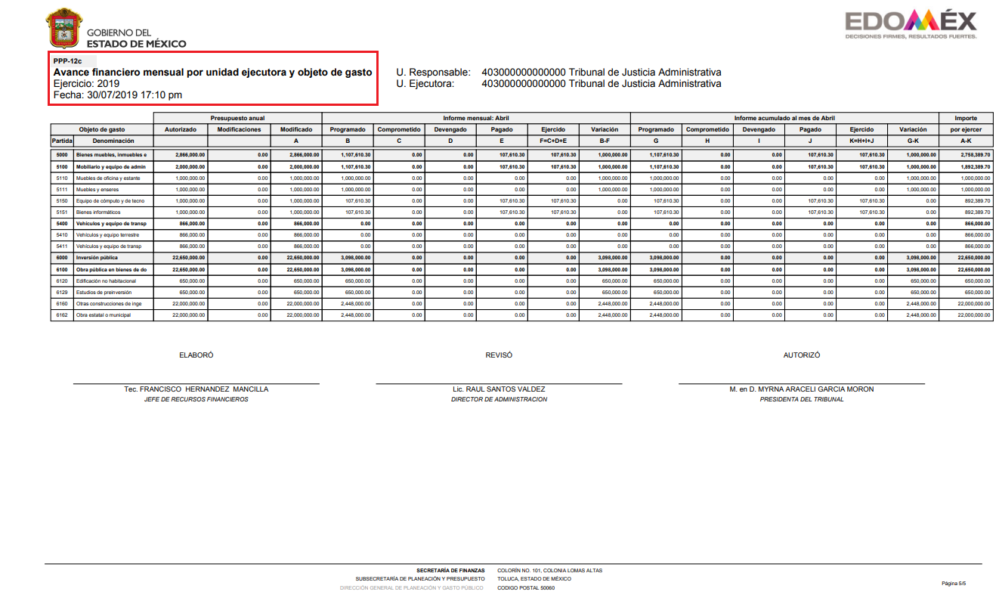 GOBIERNO DEL
ESTADO DE MÉXICO
EDOMÉX
DECISIONES FIRMES, RESULTADOS FUERTES.
PPP-12c
Avance financiero mensual por unidad ejecutora y objeto de gasto
Ejercicio: 2019
Fecha: 30/07/2019 17:10 pm
U. Responsable: 403000000000000 Tribunal de Justicia Administrativa
U. Ejecutora: 403000000000000 Tribunal de Justicia Administrativa
Presupuesto anual Informe mensual: Abril Informe acumulado al mes de Abril Importe
Objeto de gasto Autorizado Modificaciones Modificado Programado Comprometido Devengado Pagado Ejercido Variación Programado Comprometido Devengado Pagado Ejercido Variación por ejercer
Partida Denominación A B C D E F=C+D+E B-F G H I J K=H+I+J G-K A-K
5000 Bienes muebles, inmuebles e 2,866,000.00 0.00 2,866,000.00 1,107,610.30 0.00 0.00 107,610.30 107,610.30 1,000,000.00 1,107,610.30 0.00 0.00 107,610.30 107,610.30 1,000,000.00 2,758,389.70
5100 Mobiliario y equipo de admin 2,000,000.00 0.00 2,000,000.00 1,107,610.30 0.00 0.00 107,610.30 107,610.30 1,000,000.00 1,107,610.30 0.00 0.00 107,610.30 107,610.30 1,000,000.00 1,892,389.70
5110 Muebles de oficina y estante 1,000,000.00 0.00 1,000,000.00 1,000,000.00 0.00 0.00 0.00 0.00 1,000,000.00 1,000,000.00 0.00 0.00 0.00 0.00 1,000,000.00 1,000,000.00
5111 Muebles y enseres 1,000,000.00 0.00 1,000,000.00 1,000,000.00 0.00 0.00 0.00 0.00 1,000,000.00 1,000,000.00 0.00 0.00 0.00 0.00 1,000,000.00 1,000,000.00
5150 Equipo de cómputo y de tecno 1,000,000.00 0.00 1,000,000.00 107,610.30 0.00 0.00 107,610.30 107,610.30 0.00 107,610.30 0.00 0.00 107,610.30 107,610.30 0.00 892,389.70
5151 Bienes informáticos 1,000,000.00 0.00 1,000,000.00 107,610.30 0.00 0.00 107,610.30 107,610.30 0.00 107,610.30 0.00 0.00 107,610.30 107,610.30 0.00 892,389.70
5400 Vehículos y equipo de transp 866,000.00 0.00 866,000.00 0.00 0.00 0.00 0.00 0.00 0.00 0.00 0.00 0.00 0.00 0.00 0.00 866,000.00
5410 Vehículos y equipo terrestre 866,000.00 0.00 866,000.00 0.00 0.00 0.00 0.00 0.00 0.00 0.00 0.00 0.00 0.00 0.00 0.00 866,000.00
5411 Vehículos y equipo de transp 866,000.00 0.00 866,000.00 0.00 0.00 0.00 0.00 0.00 0.00 0.00 0.00 0.00 0.00 0.00 0.00 866,000.00
6000 Inversión pública 22,650,000.00 0.00 22,650,000.00 3,098,000.00 0.00 0.00 0.00 0.00 3,098,000.00 3,098,000.00 0.00 0.00 0.00 0.00 3,098,000.00 22,650,000.00
6100 Obra pública en bienes de do 22,650,000.00 0.00 22,650,000.00 3,098,000.00 0.00 0.00 0.00 0.00 3,098,000.00 3,098,000.00 0.00 0.00 0.00 0.00 3,098,000.00 22,650,000.00
6120 Edificación no habitacional 650,000.00 0.00 650,000.00 650,000.00 0.00 0.00 0.00 0.00 650,000.00 650,000.00 0.00 0.00 0.00 0.00 650,000.00 650,000.00
6129 Estudios de preinversión 650,000.00 0.00 650,000.00 650,000.00 0.00 0.00 0.00 0.00 650,000.00 650,000.00 0.00 0.00 0.00 0.00 650,000.00 650,000.00
6160 Otras construcciones de inge 22,000,000.00 0.00 22,000,000.00 2,448,000.00 0.00 0.00 0.00 0.00 2,448,000.00 2,448,000.00 0.00 0.00 0.00 0.00 2,448,000.00 22,000,000.00
6162 Obra estatal o municipal 22,000,000.00 0.00 22,000,000.00 2,448,000.00 0.00 0.00 0.00 0.00 2,448,000.00 2,448,000.00 0.00 0.00 0.00 0.00 2,448,000.00 22,000,000.00
ELABORÓ REVISÓ AUTORIZÓ
Tec. FRANCISCO HERNANDEZ MANCILLA Lic. RAUL SANTOS VALDEZ M. en D. MYRNA ARACELI GARCIA MORON
JEFE DE RECURSOS FINANCIEROS DIRECTOR DE ADMINISTRACION PRESIDENTA DEL TRIBUNAL
SECRETARÍA DE FINANZAS COLORÍN NO. 101, COLONIA LOMAS ALTAS
SUBSECRETARÍA DE PLANEACIÓN Y PRESUPUESTO TOLUCA, ESTADO DE MÉXICO
DIRECCIÓN GENERAL DE PLANEACIÓN Y GASTO PÚBLICO CODIGO POSTAL 50060
Página 5/5